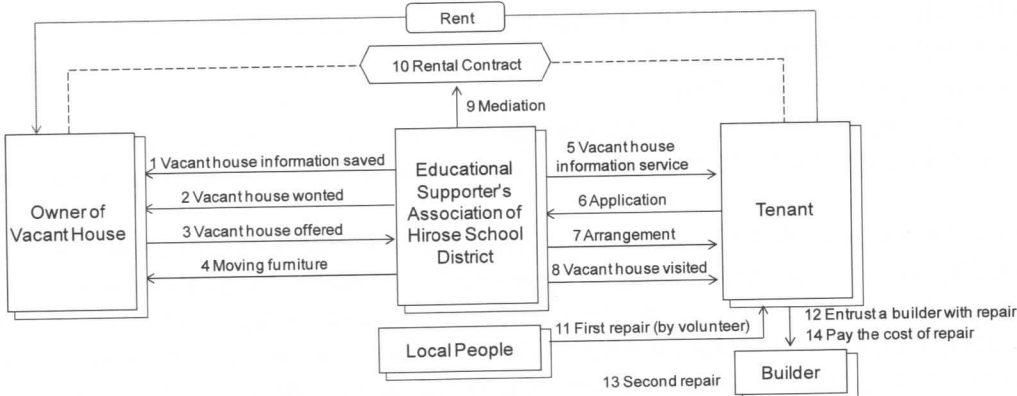 Rent
10 Rental Contract
9 Mediation
Owner of
Vacant House
1 Vacant house information saved
2 Vacant house wonted
3 Vacant house offered
4 Moving furniture
Educational
Supporter's
Association of
Hirose School
District
5 Vacant house
information service
6 Application
7 Arrangement
8 Vacant house visited
Tenant
Local People
11 First repair (by volunteer)
12 Entrust a builder with repair
14 Pay the cost of repair
13 Second repair
Builder